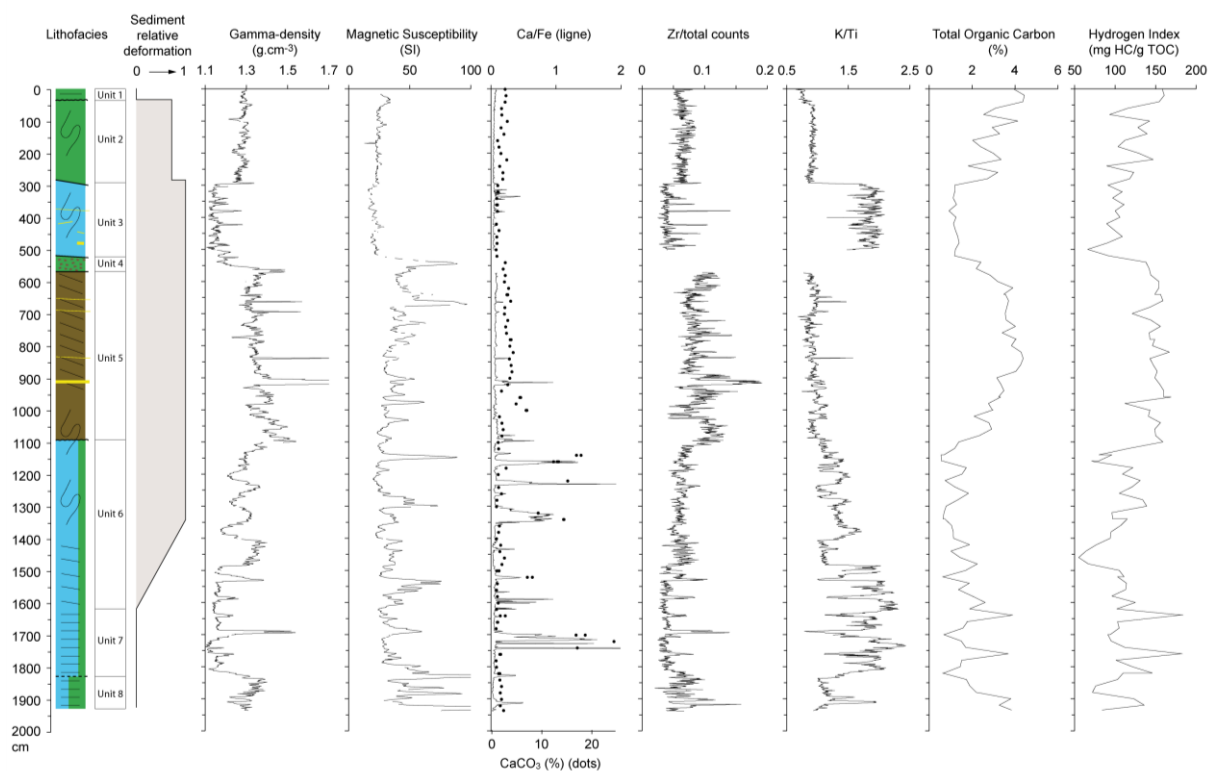 Lithofacies
Sediment
relative
deformation
0 → 1
Gamma-density
(g.cm-3)
1.1 1.3 1.5 1.7
Magnetic Susceptibility
(SI)
0 50 100
Ca/Fe (ligne)
0 1 2
Zr/total counts
0 0.1 0.2
K/Ti
0.5 1.5 2.5
Total Organic Carbon
(%)
0 2 4 6
Hydrogen Index
(mg HC/g TOC)
50 100 150 200
0
100
200
300
400
500
600
700
800
900
1000
1100
1200
1300
1400
1500
1600
1700
1800
1900
2000
cm
Unit 1
Unit 2
Unit 3
Unit 4
Unit 5
Unit 6
Unit 7
Unit 8
0 10 20
CaCO3 (%) (dots)